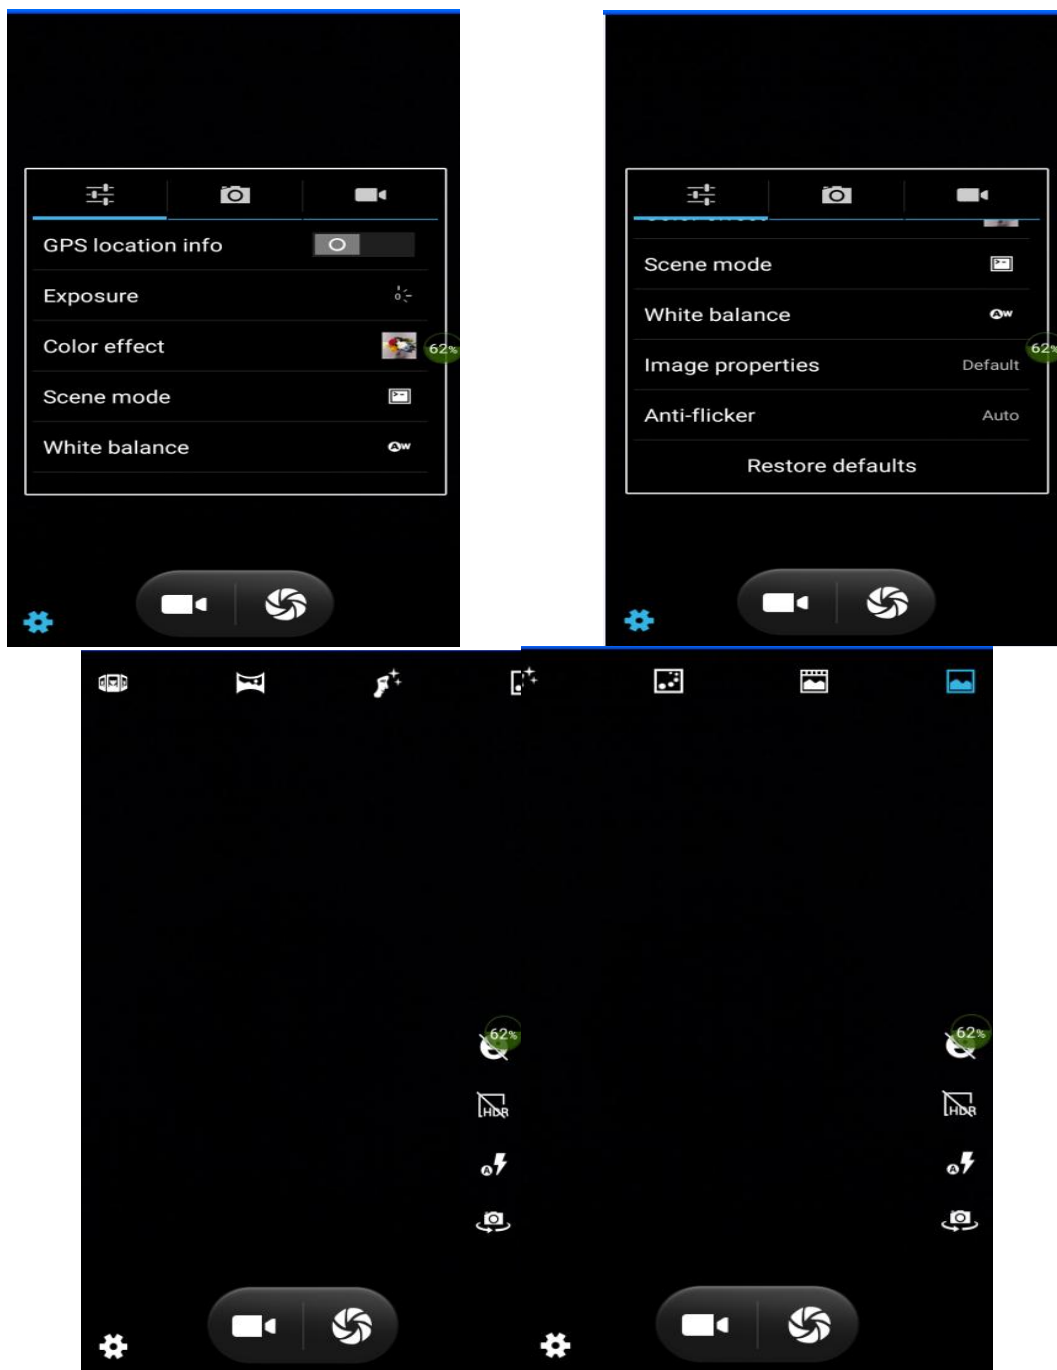 GPS location info
Exposure
Color effect
62%
Scene mode
White balance
Scene mode
White balance
62%
Image properties Default
Anti-flicker Auto
Restore defaults
62%
HDR
A
62%
HDR
A